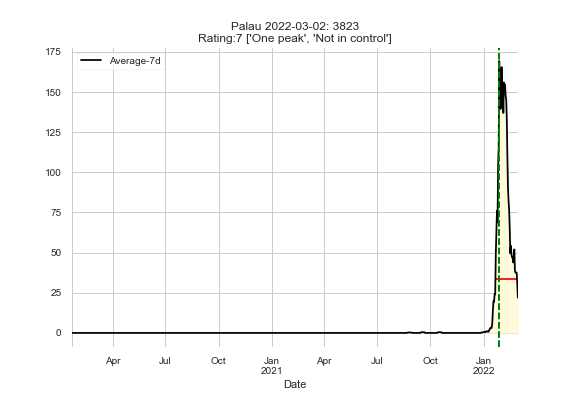 Palau 2022-03-02: 3823
Rating:7 ['One peak', 'Not in control']
Average-7d
175
150
125
100
75
50
25
0
Apr Jul Oct Jan Apr Jul Oct Jan
2021 2022
Date